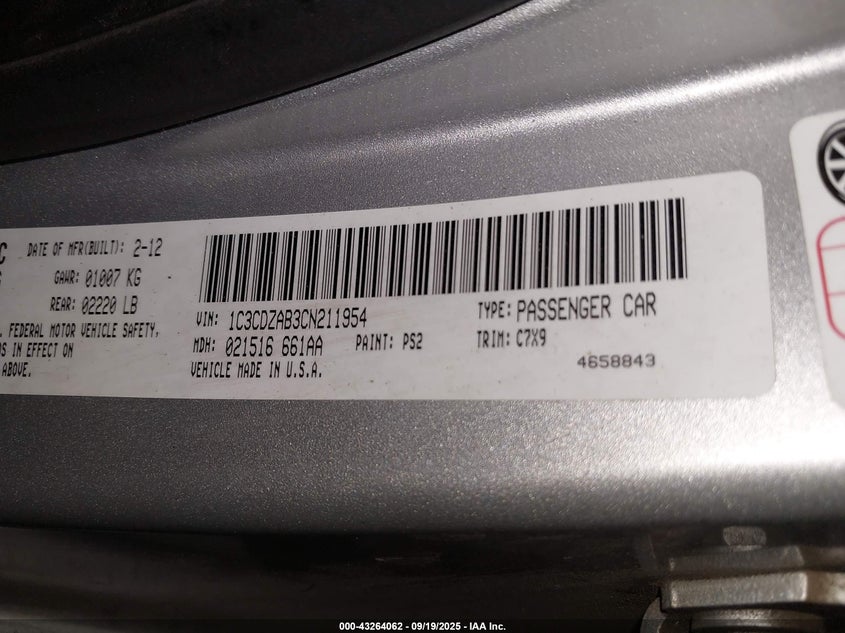 C DATE OF MFR(BUILT): 2-12
GAWR: 01007 KG
REAR: 02220 LB
. FEDERAL MOTOR VEHICLE SAFETY,
S IN EFFECT ON
ABOVE.
VIN: 1C3CDZAB3CN211954
TYPE: PASSENGER CAR
MDH: 021516 661AA PAINT: PS2 TRIM: C7X9
VEHICLE MADE IN U.S.A.
4658843
000-43264062 - 09/19/2025 - IAA Inc.